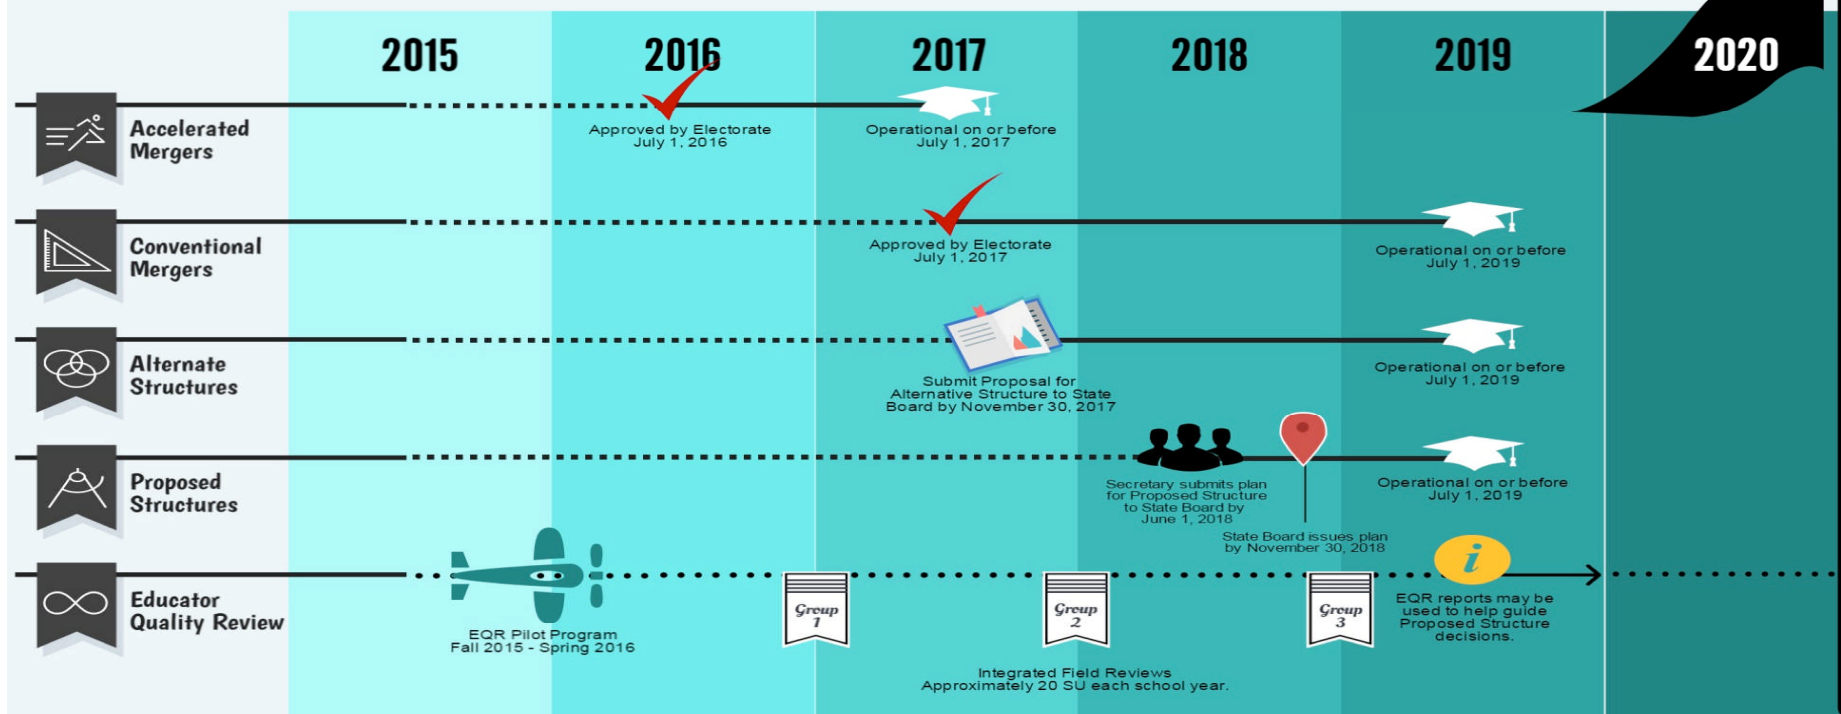 2015
2016
2017
2018
2019
2020
Accelerated
Mergers
Approved by Electorate
July 1, 2016
Operational on or before
July 1, 2017
Conventional
Mergers
Approved by Electorate
July 1, 2017
Operational on or before
July 1, 2019
Alternate
Structures
Submit Proposal for
Alternative Structure to State
Board by November 30, 2017
Operational on or before
July 1, 2019
Proposed
Structures
Secretary submits plan
for Proposed Structure
to State Board by
June 1, 2018
State Board issues plan
by November 30, 2018
Operational on or before
July 1, 2019
Educator
Quality Review
EQR Pilot Program
Fall 2015 - Spring 2016
Group
1
Group
2
Group
3
Integrated Field Reviews
Approximately 20 SU each school year.
i
EQR reports may be
used to help guide
Proposed Structure
decisions.